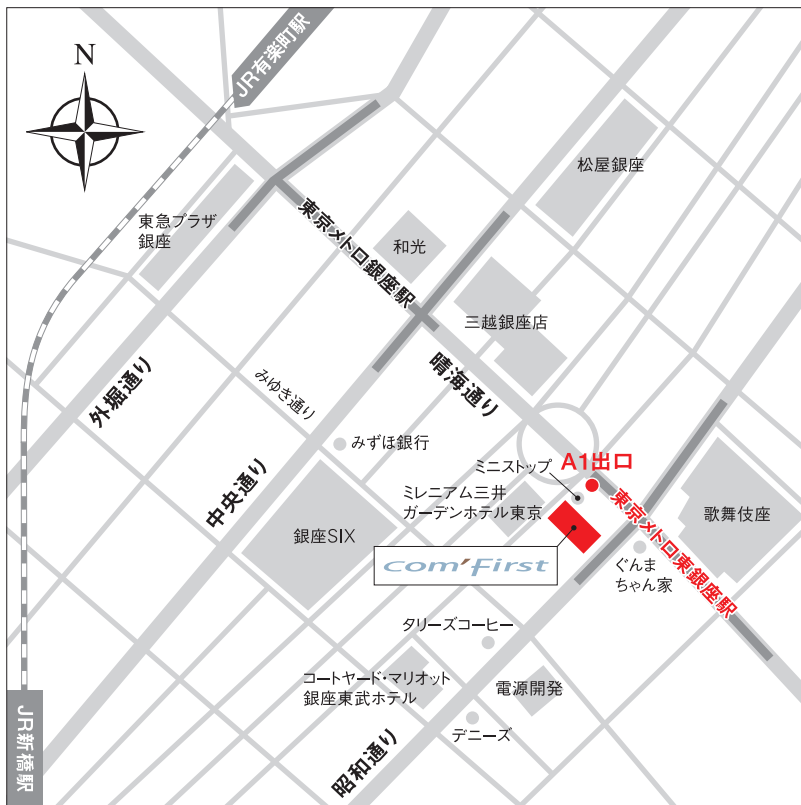 N
JR有楽町駅
松屋銀座
東急プラザ
銀座
東京メトロ銀座駅
和光
三越銀座店
外堀通り
みゆき通り
晴海通り
みずほ銀行
中央通り
ミニストップ
A1出口
ミレニアム三井
ガーデンホテル東京
東京メトロ東銀座駅
歌舞伎座
銀座SIX
com'First
ぐんま
ちゃん家
タリーズコーヒー
コートヤード・マリオット
銀座東武ホテル
電源開発
デニーズ
昭和通り
JR新橋駅